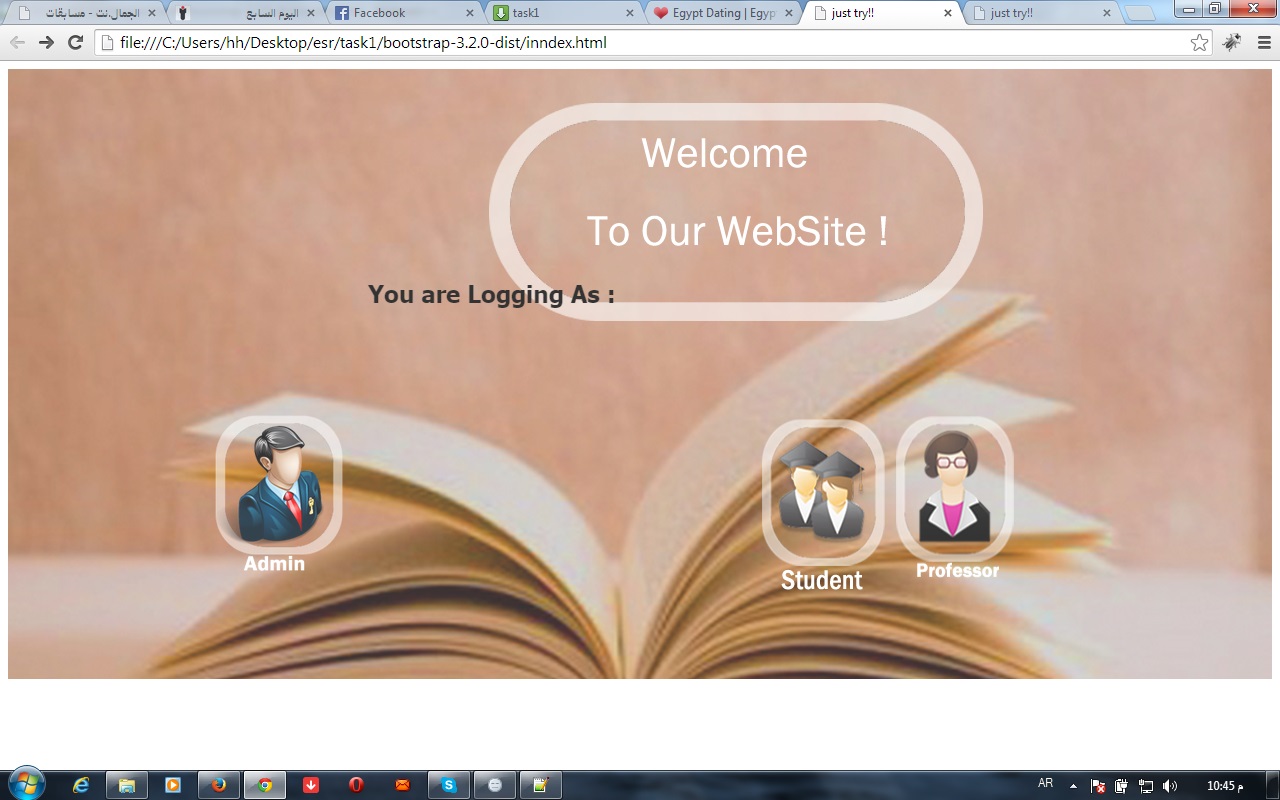 الجمال.نت - مسابقات
اليوم السابع
Facebook
task1
Egypt Dating | Egyp
just try!!
just try!!
file:///C:/Users/hh/Desktop/esr/task1/bootstrap-3.2.0-dist/inndex.html
Welcome
To Our WebSite !
You are Logging As :
Admin
Student
Professor
AR
10:45 م